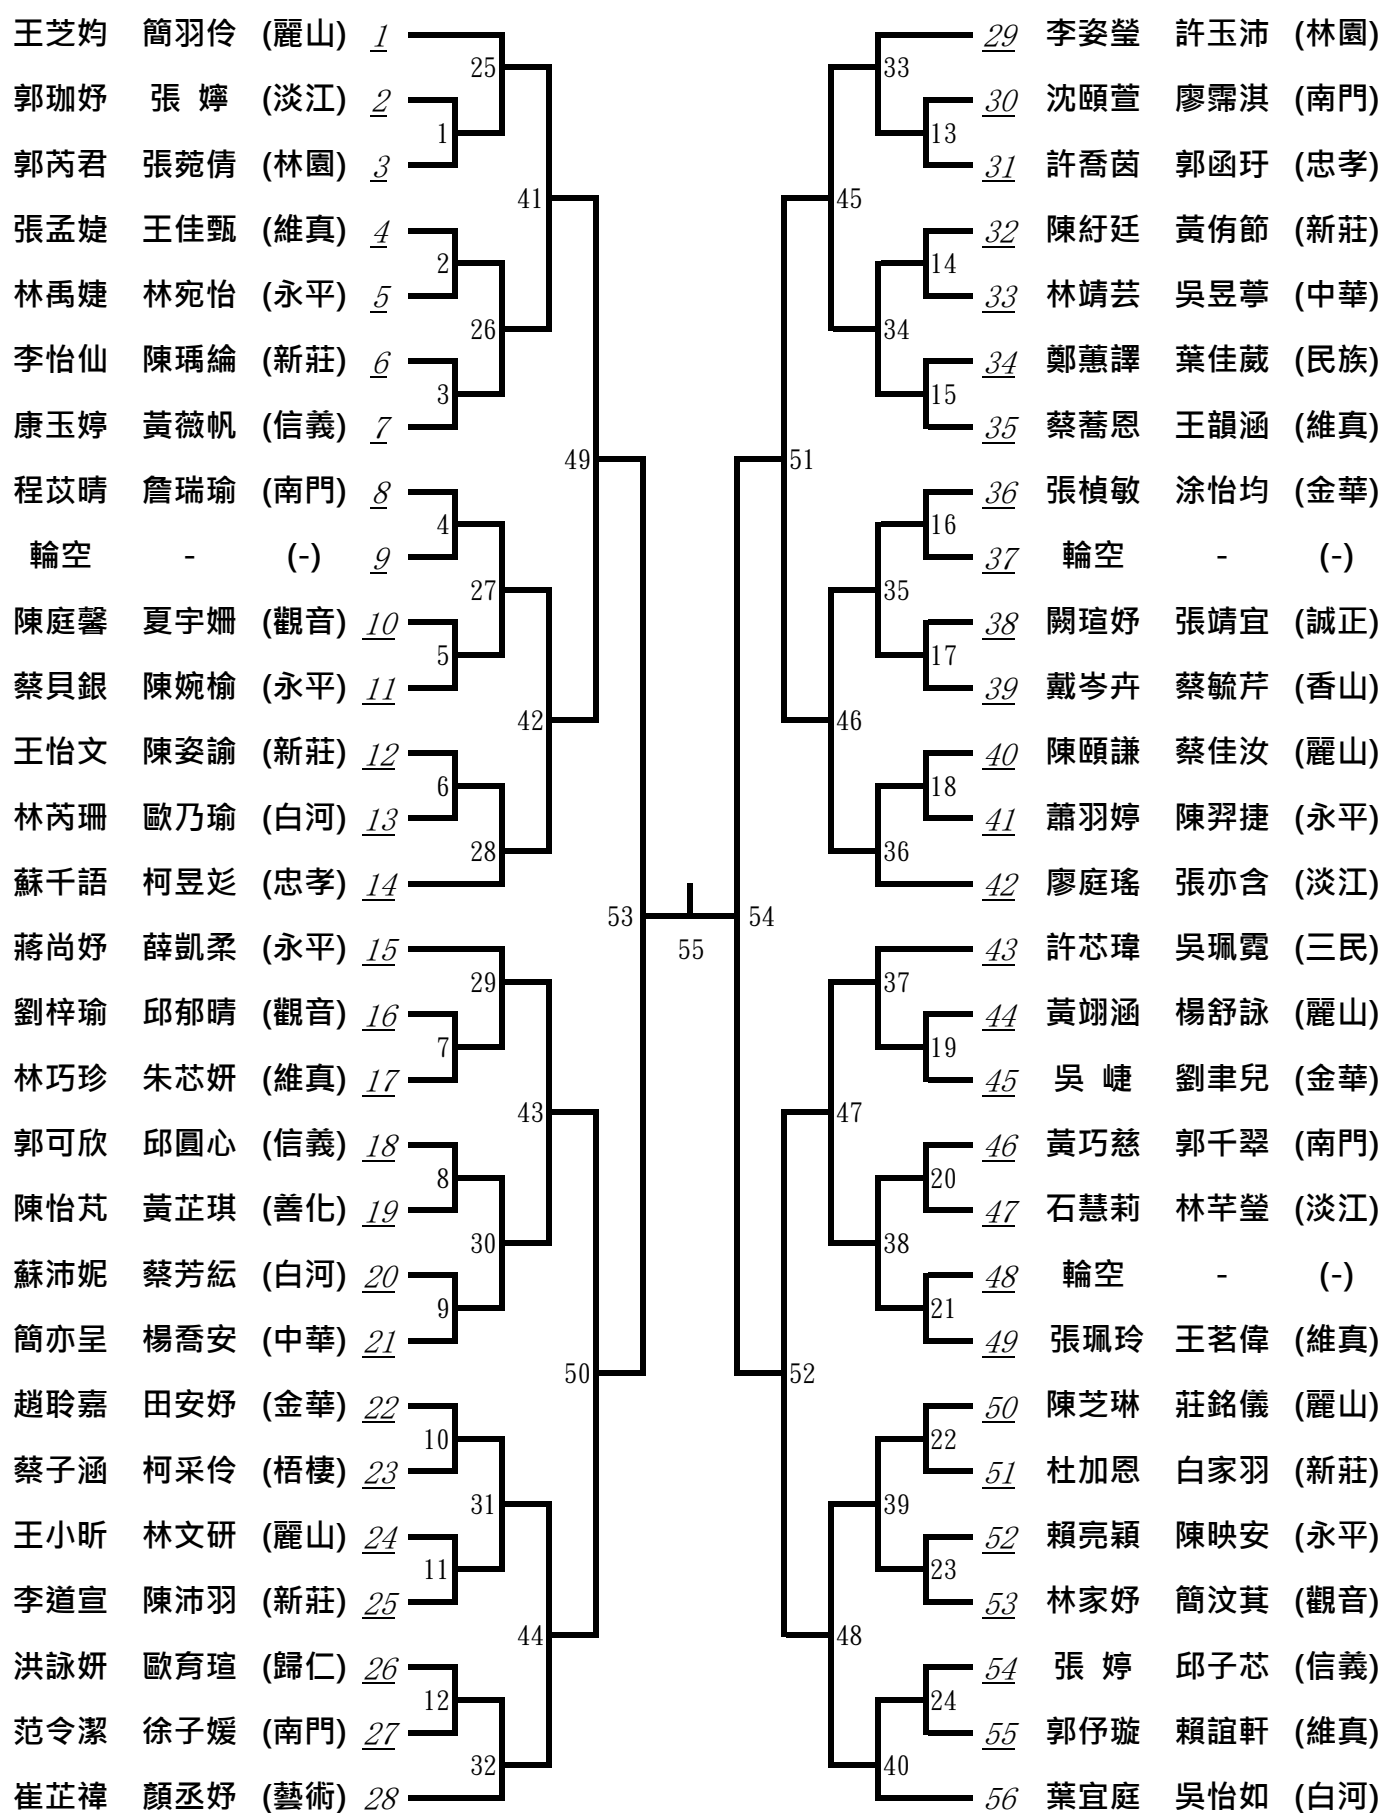 王芝均 簡羽伶 (麗山) 1
郭珈妤 張 嬣 (淡江) 2
郭芮君 張菀倩 (林園) 3
張孟婕 王佳甄 (維真) 4
林禹婕 林宛怡 (永平) 5
李怡仙 陳瑀綸 (新莊) 6
康玉婷 黃薇帆 (信義) 7
程苡晴 詹瑞瑜 (南門) 8
輪空 - (-) 9
陳庭馨 夏宇姍 (觀音) 10
蔡貝銀 陳婉榆 (永平) 11
王怡文 陳姿諭 (新莊) 12
林芮珊 歐乃瑜 (白河) 13
蘇千語 柯昱彣 (忠孝) 14
蔣尚妤 薛凱柔 (永平) 15
劉梓瑜 邱郁晴 (觀音) 16
林巧珍 朱芯妍 (維真) 17
郭可欣 邱圓心 (信義) 18
陳怡芃 黃芷琪 (善化) 19
蘇沛妮 蔡芳紜 (白河) 20
簡亦呈 楊喬安 (中華) 21
趙聆嘉 田安妤 (金華) 22
蔡子涵 柯采伶 (梧棲) 23
王小昕 林文研 (麗山) 24
李道宣 陳沛羽 (新莊) 25
洪詠妍 歐育瑄 (歸仁) 26
范令潔 徐子媛 (南門) 27
崔芷禕 顏丞妤 (藝術) 28
1
2
3
4
5
6
7
8
9
10
11
12
25
26
27
28
29
30
31
32
41
42
43
44
49
50
53
55
54
51
52
45
46
47
48
33
34
35
36
37
38
39
40
13
14
15
16
17
18
19
20
21
22
23
24
29 李姿瑩 許玉沛 (林園)
30 沈頤萱 廖霈淇 (南門)
31 許喬茵 郭函玗 (忠孝)
32 陳紆廷 黃侑節 (新莊)
33 林靖芸 吳昱葶 (中華)
34 鄭蕙譯 葉佳葳 (民族)
35 蔡蕎恩 王韻涵 (維真)
36 張楨敏 涂怡均 (金華)
37 輪空 - (-)
38 闕瑄妤 張靖宜 (誠正)
39 戴岑卉 蔡毓芹 (香山)
40 陳頤謙 蔡佳汝 (麗山)
41 蕭羽婷 陳羿捷 (永平)
42 廖庭瑤 張亦含 (淡江)
43 許芯瑋 吳珮霓 (三民)
44 黃翊涵 楊舒詠 (麗山)
45 吳 崨 劉聿兒 (金華)
46 黃巧慈 郭千翠 (南門)
47 石慧莉 林芊瑩 (淡江)
48 輪空 - (-)
49 張珮玲 王茗偉 (維真)
50 陳芝琳 莊銘儀 (麗山)
51 杜加恩 白家羽 (新莊)
52 賴亮穎 陳映安 (永平)
53 林家妤 簡汶萁 (觀音)
54 張 婷 邱子芯 (信義)
55 郭伃璇 賴誼軒 (維真)
56 葉宜庭 吳怡如 (白河)